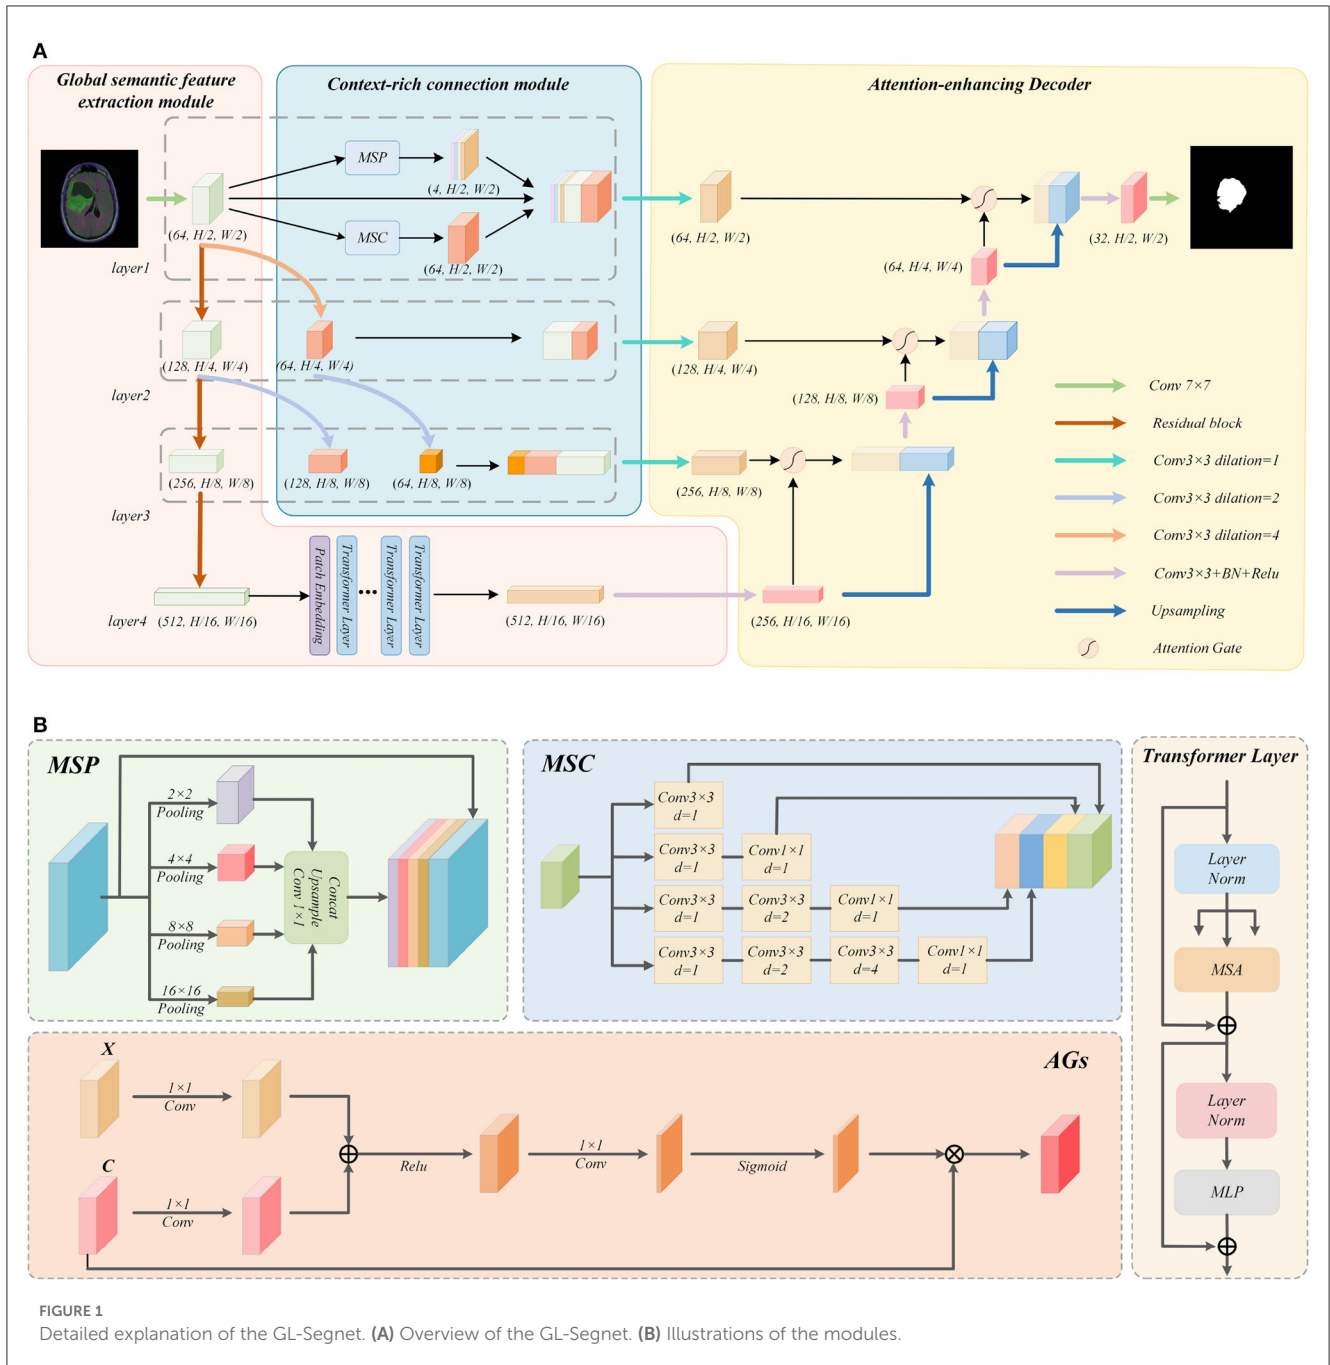 A
Global semantic feature
extraction module
Context-rich connection module
Attention-enhancing Decoder
MSP
(4, H/2, W/2)
MSC
(64, H/2, W/2)
(64, H/2, W/2)
(64, H/2, W/2)
(32, H/2, W/2)
layer1
(64, H/4, W/4)
(128, H/4, W/4)
(64, H/4, W/4)
(128, H/4, W/4)
layer2
(128, H/8, W/8)
(256, H/8, W/8)
(128, H/8, W/8)
(64, H/8, W/8)
(256, H/8, W/8)
layer3
Patch Embedding
Transformer Layer
Transformer Layer
Transformer Layer
layer4
(512, H/16, W/16)
(512, H/16, W/16)
(256, H/16, W/16)
Conv 7×7
Residual block
Conv3×3 dilation=1
Conv3×3 dilation=2
Conv3×3 dilation=4
Conv3×3+BN+Relu
Upsampling
Attention Gate
B
MSP
2×2
Pooling
4×4
Pooling
8×8
Pooling
16×16
Pooling
Concat
Upsample
Conv 1×1
MSC
Conv3×3
d=1
Conv3×3
d=1
Conv1×1
d=1
Conv3×3
d=1
Conv3×3
d=2
Conv1×1
d=1
Conv3×3
d=1
Conv3×3
d=2
Conv3×3
d=4
Conv1×1
d=1
Transformer Layer
Layer
Norm
MSA
Layer
Norm
MLP
AGs
X
1×1
Conv
C
1×1
Conv
Relu
1×1
Conv
Sigmoid
FIGURE 1
Detailed explanation of the GL-Segnet. (A) Overview of the GL-Segnet. (B) Illustrations of the modules.